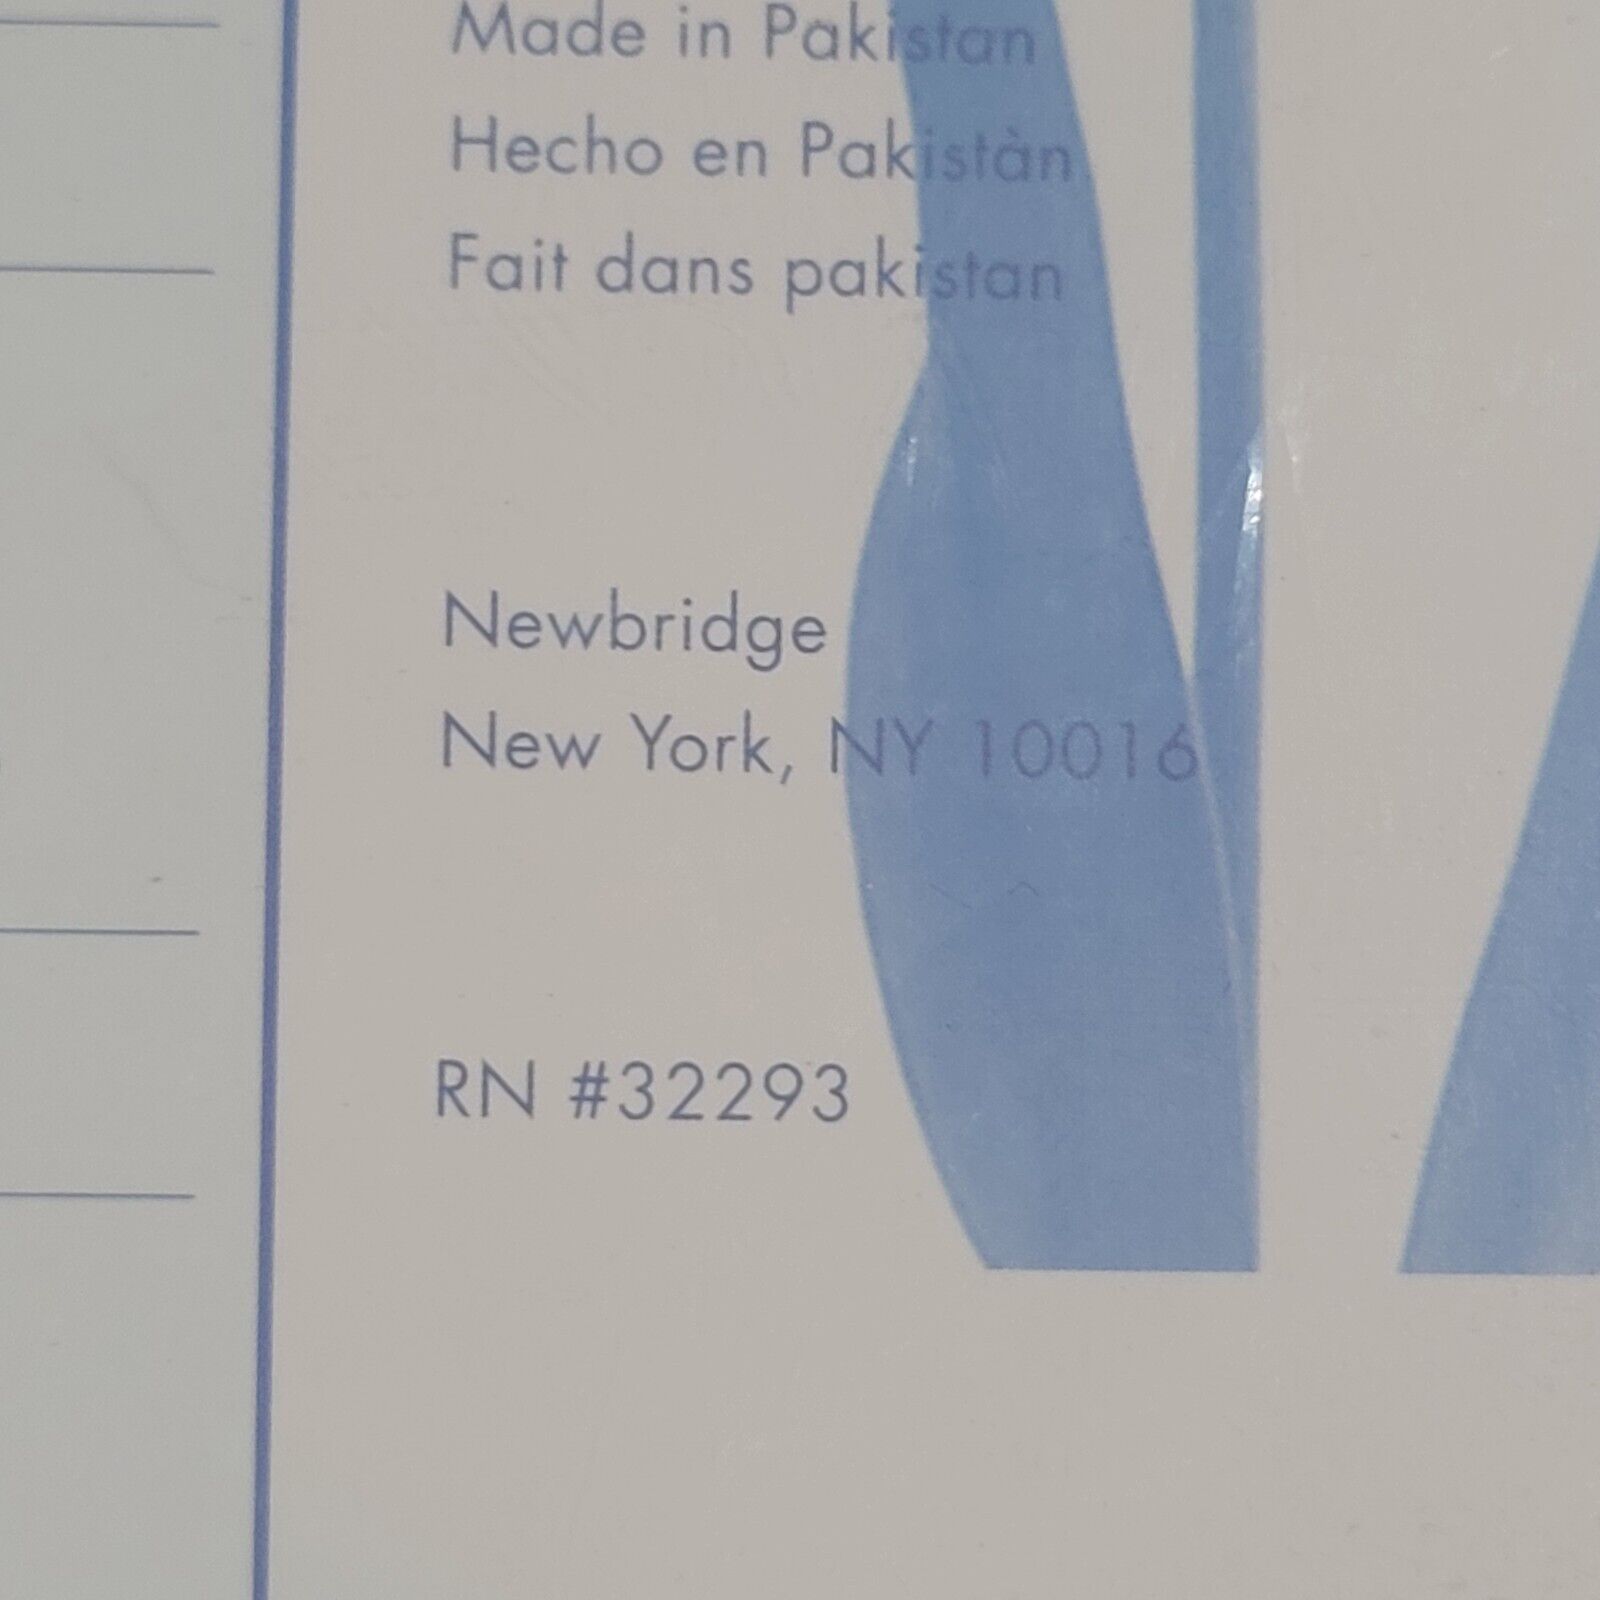 Made in Pakistan
Hecho en Pakistàn
Fait dans pakistan
Newbridge
New York, NY 10016
RN #32293